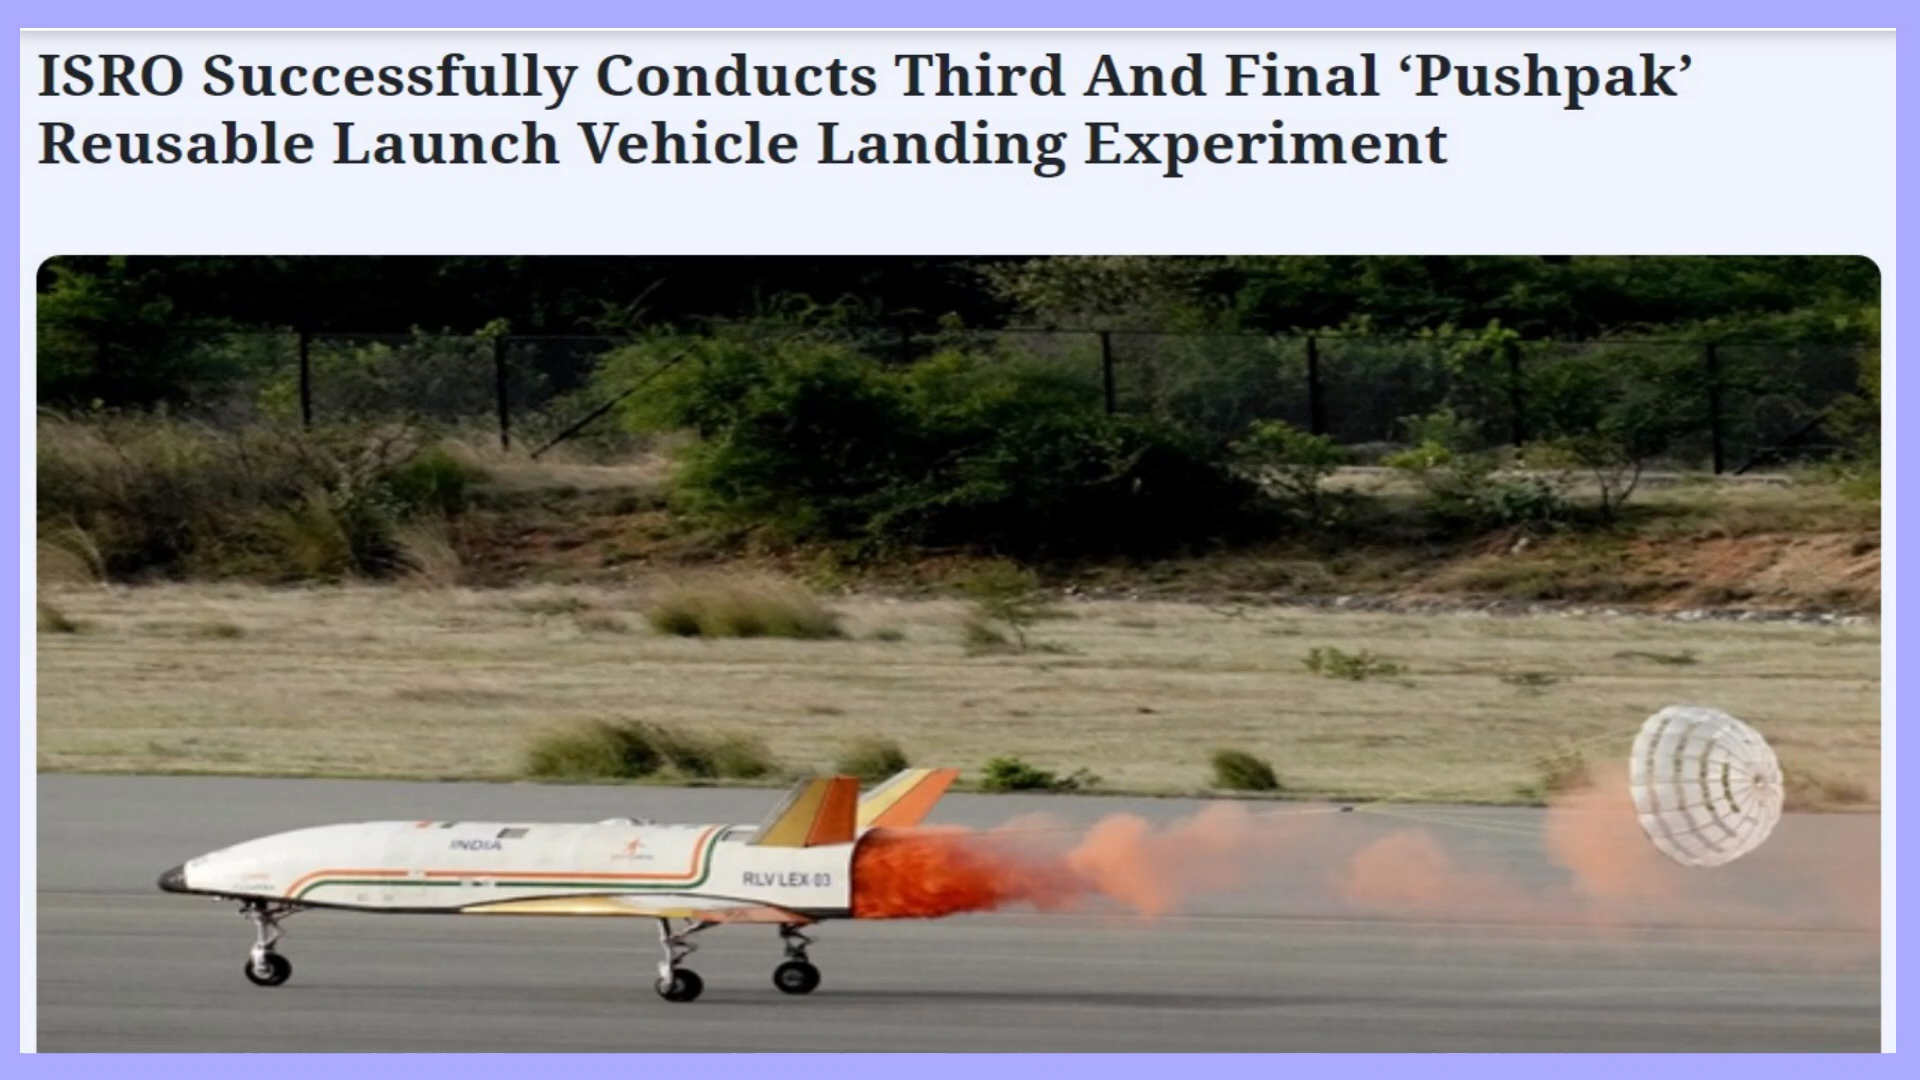 ISRO Successfully Conducts Third And Final ‘Pushpak’
Reusable Launch Vehicle Landing Experiment
INDIA
RLV LEX 03